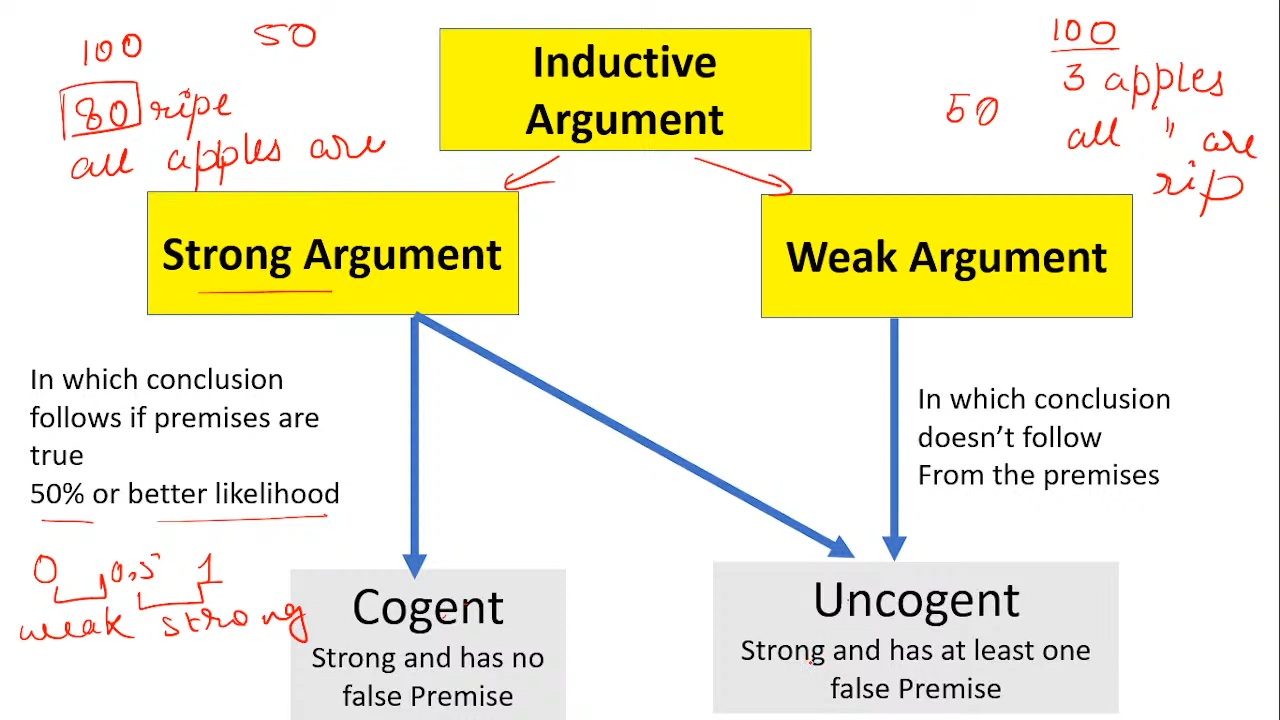 100
50
80 ripe
all apples are
Inductive
Argument
100
3 apples
50
all " are
rip
Strong Argument
Weak Argument
In which conclusion
follows if premises are
true
50% or better likelihood
In which conclusion
doesn't follow
From the premises
0 0.5 1
weak strong
Cogent
Strong and has no
false Premise
Uncogent
Strong and has at least one
false Premise